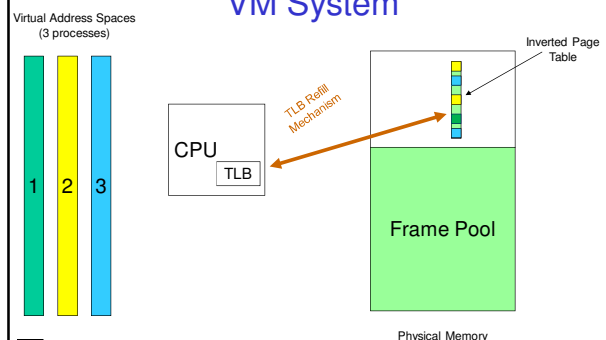 VM System
Virtual Address Spaces
(3 processes)
Inverted Page
Table
TLB Refill
Mechanism
CPU
TLB
1 2 3
Frame Pool
Physical Memory